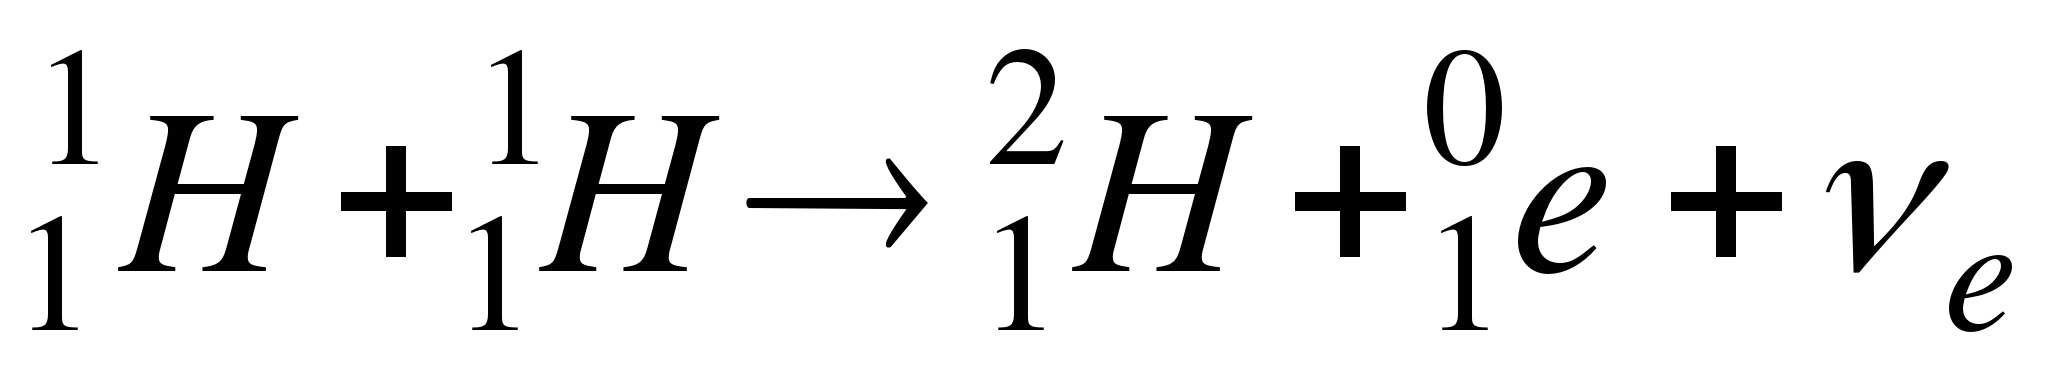 ¹₁H + ¹₁H → ²₁H + ⁰₁e + νₑ